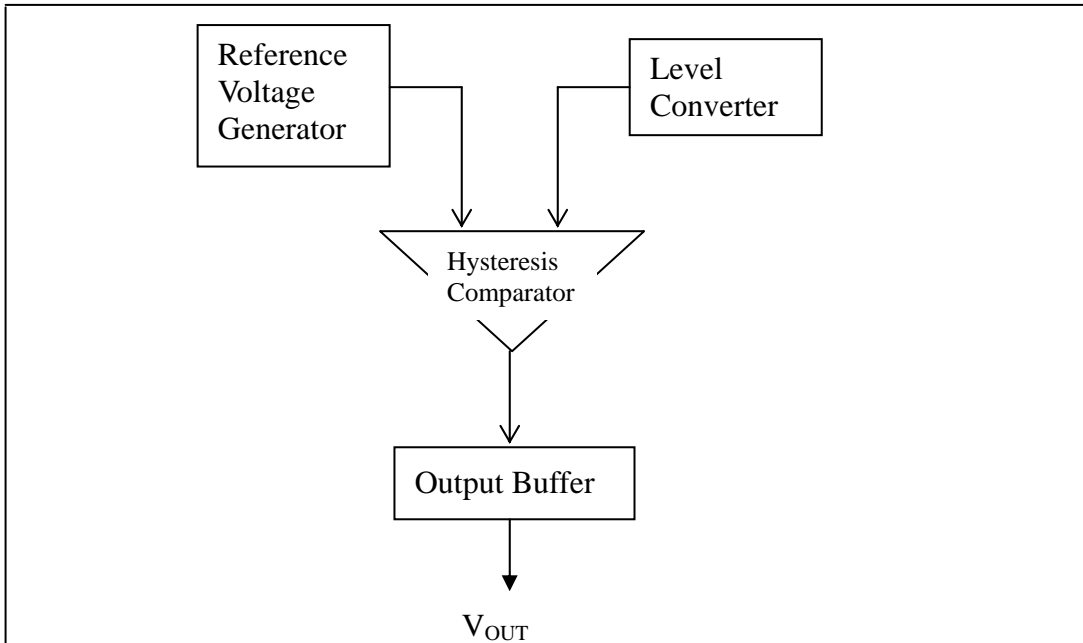 Reference
Voltage
Generator
Level
Converter
Hysteresis
Comparator
Output Buffer
VOUT